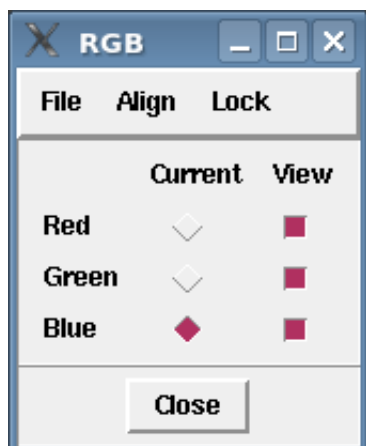 RGB
File Align Lock
Current View
Red
Green
Blue
Close